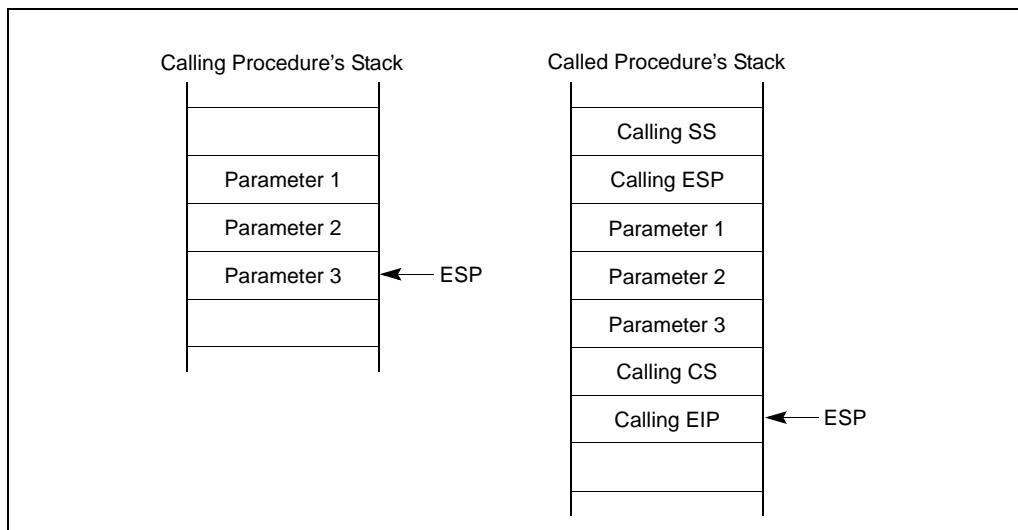 Calling Procedure’s Stack
Parameter 1
Parameter 2
Parameter 3
ESP
Called Procedure’s Stack
Calling SS
Calling ESP
Parameter 1
Parameter 2
Parameter 3
Calling CS
Calling EIP
ESP